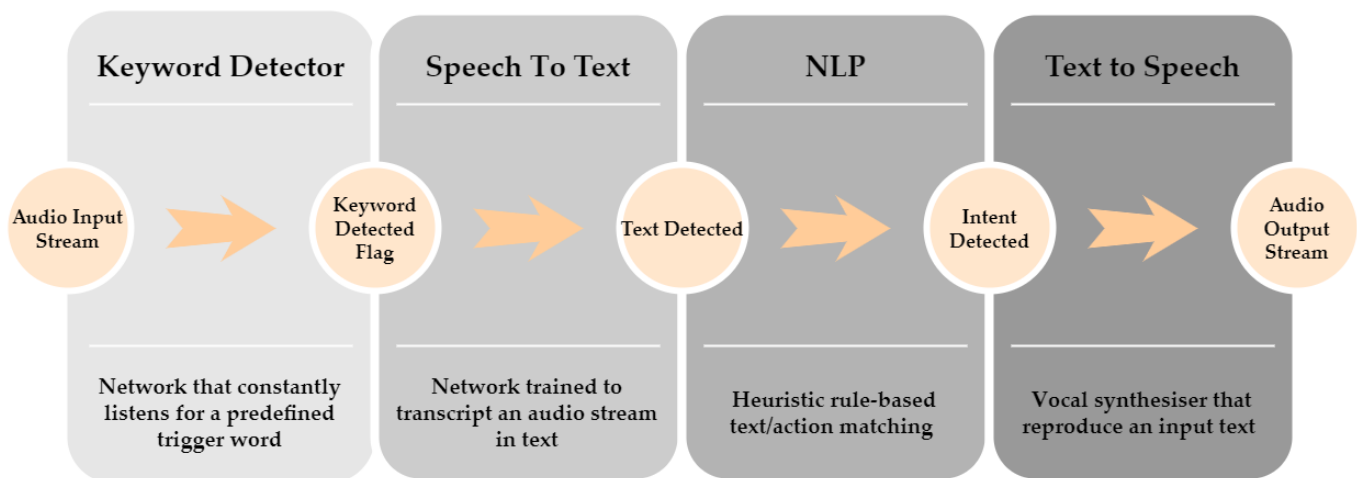 Keyword Detector
Speech To Text
NLP
Text to Speech
Audio Input
Stream
Keyword
Detected
Flag
Text Detected
Intent
Detected
Audio
Output
Stream
Network that constantly
listens for a predefined
trigger word
Network trained to
transcript an audio stream
in text
Heuristic rule-based
text/action matching
Vocal synthesiser that
reproduce an input text